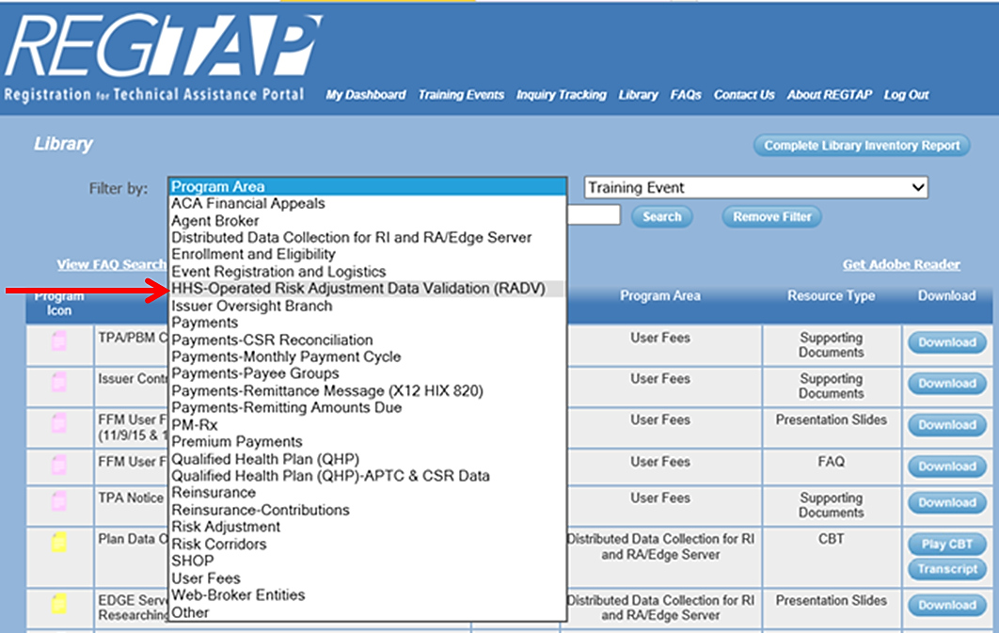 REGTAP
Registration for Technical Assistance Portal
My Dashboard Training Events Inquiry Tracking Library FAQs Contact Us About REGTAP Log Out
Library
Complete Library Inventory Report
Filter by:
Program Area
Training Event
ACA Financial Appeals
Agent Broker
Search
Remove Filter
Distributed Data Collection for RI and RA/Edge Server
Enrollment and Eligibility
View FAQ Search
Get Adobe Reader
Event Registration and Logistics
HHS-Operated Risk Adjustment Data Validation (RADV)
Issuer Oversight Branch
Payments
Payments-CSR Reconciliation
Payments-Monthly Payment Cycle
Payments-Payee Groups
Payments-Remittance Message (X12 HIX 820)
Payments-Remitting Amounts Due
PM-Rx
Premium Payments
Qualified Health Plan (QHP)
Qualified Health Plan (QHP)-APTC & CSR Data
Reinsurance
Reinsurance-Contributions
Risk Adjustment
Risk Corridors
SHOP
User Fees
Web-Broker Entities
Other
Program
Icon
Program Area
Resource Type
Download
TPA/PBM C
User Fees
Supporting
Documents
Download
Issuer Contr
User Fees
Supporting
Documents
Download
FFM User F
(11/9/15 & 1
User Fees
Presentation Slides
Download
FFM User F
User Fees
FAQ
Download
TPA Notice
User Fees
Supporting
Documents
Download
Plan Data C
Distributed Data Collection for RI
and RA/Edge Server
CBT
Play CBT
Transcript
EDGE Serve
Researching
Distributed Data Collection for RI
and RA/Edge Server
Presentation Slides
Download